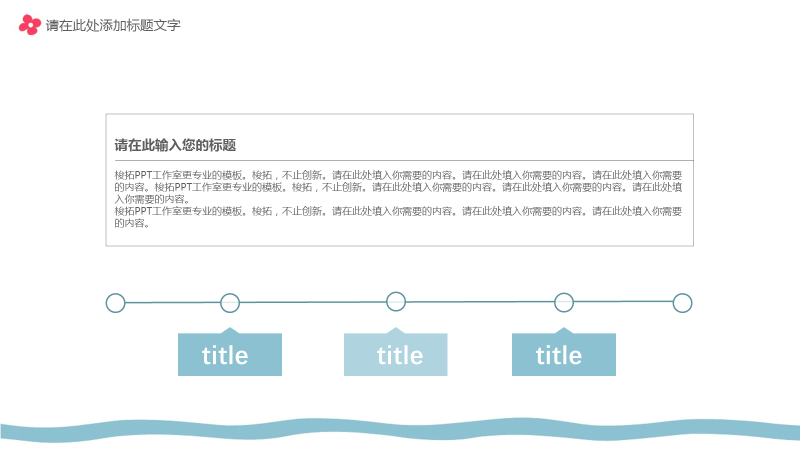 请在此处添加标题文字
请在此输入您的标题
梭拓PPT工作室更专业的模板。梭拓，不止创新。请在此处填入你需要的内容。请在此处填入你需要的内容。请在此处填入你需要
的内容。梭拓PPT工作室更专业的模板。梭拓，不止创新。请在此处填入你需要的内容。请在此处填入你需要的内容。请在此处填
入你需要的内容。
梭拓PPT工作室更专业的模板。梭拓，不止创新。请在此处填入你需要的内容。请在此处填入你需要的内容。请在此处填入你需要
的内容。
title
title
title